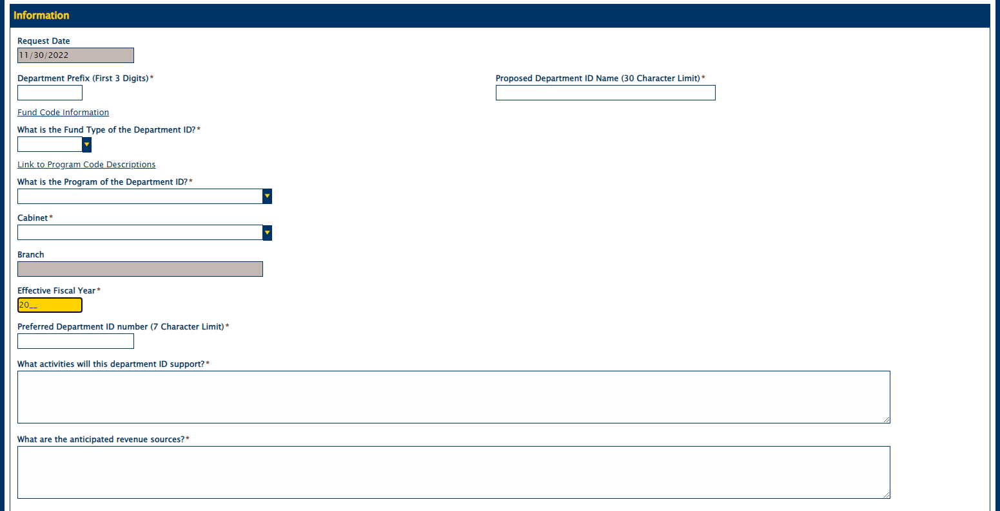 Information
Request Date
11/30/2022
Department Prefix (First 3 Digits)*
Proposed Department ID Name (30 Character Limit)*
Fund Code Information
What is the Fund Type of the Department ID?*
Link to Program Code Descriptions
What is the Program of the Department ID?*
Cabinet*
Branch
Effective Fiscal Year*
20__
Preferred Department ID number (7 Character Limit)*
What activities will this department ID support?*
What are the anticipated revenue sources?*